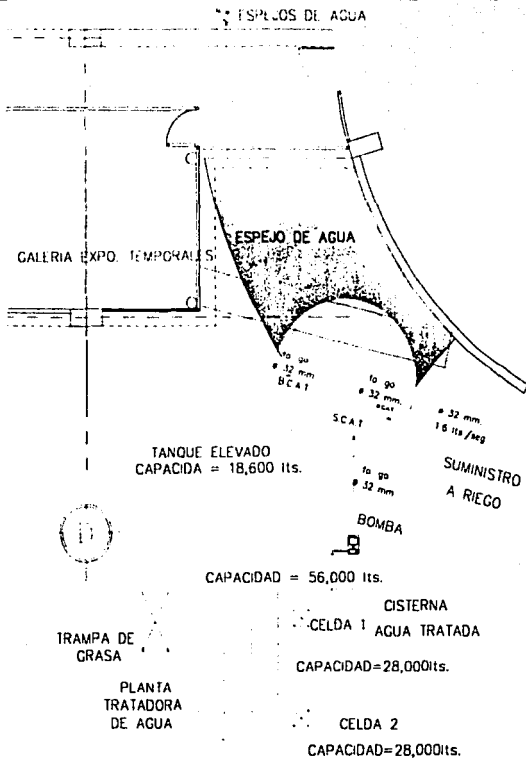 ESPEJOS DE AGUA
ESPEJO DE AGUA
GALERIA EXPO. TEMPORALES
fo go
ø 32 mm
B.C.A.T
fo go
ø 32 mm.
BCAT
ø 32 mm.
1.6 lts/seg
S.C.A.T
SUMINISTRO
A RIEGO
TANQUE ELEVADO
CAPACIDA = 18,600 lts.
fo go
ø 32 mm
BOMBA
CAPACIDAD = 56,000 lts.
CISTERNA
AGUA TRATADA
CELDA 1
CAPACIDAD=28,000lts.
TRAMPA DE
GRASA
PLANTA
TRATADORA
DE AGUA
CELDA 2
CAPACIDAD=28,000lts.